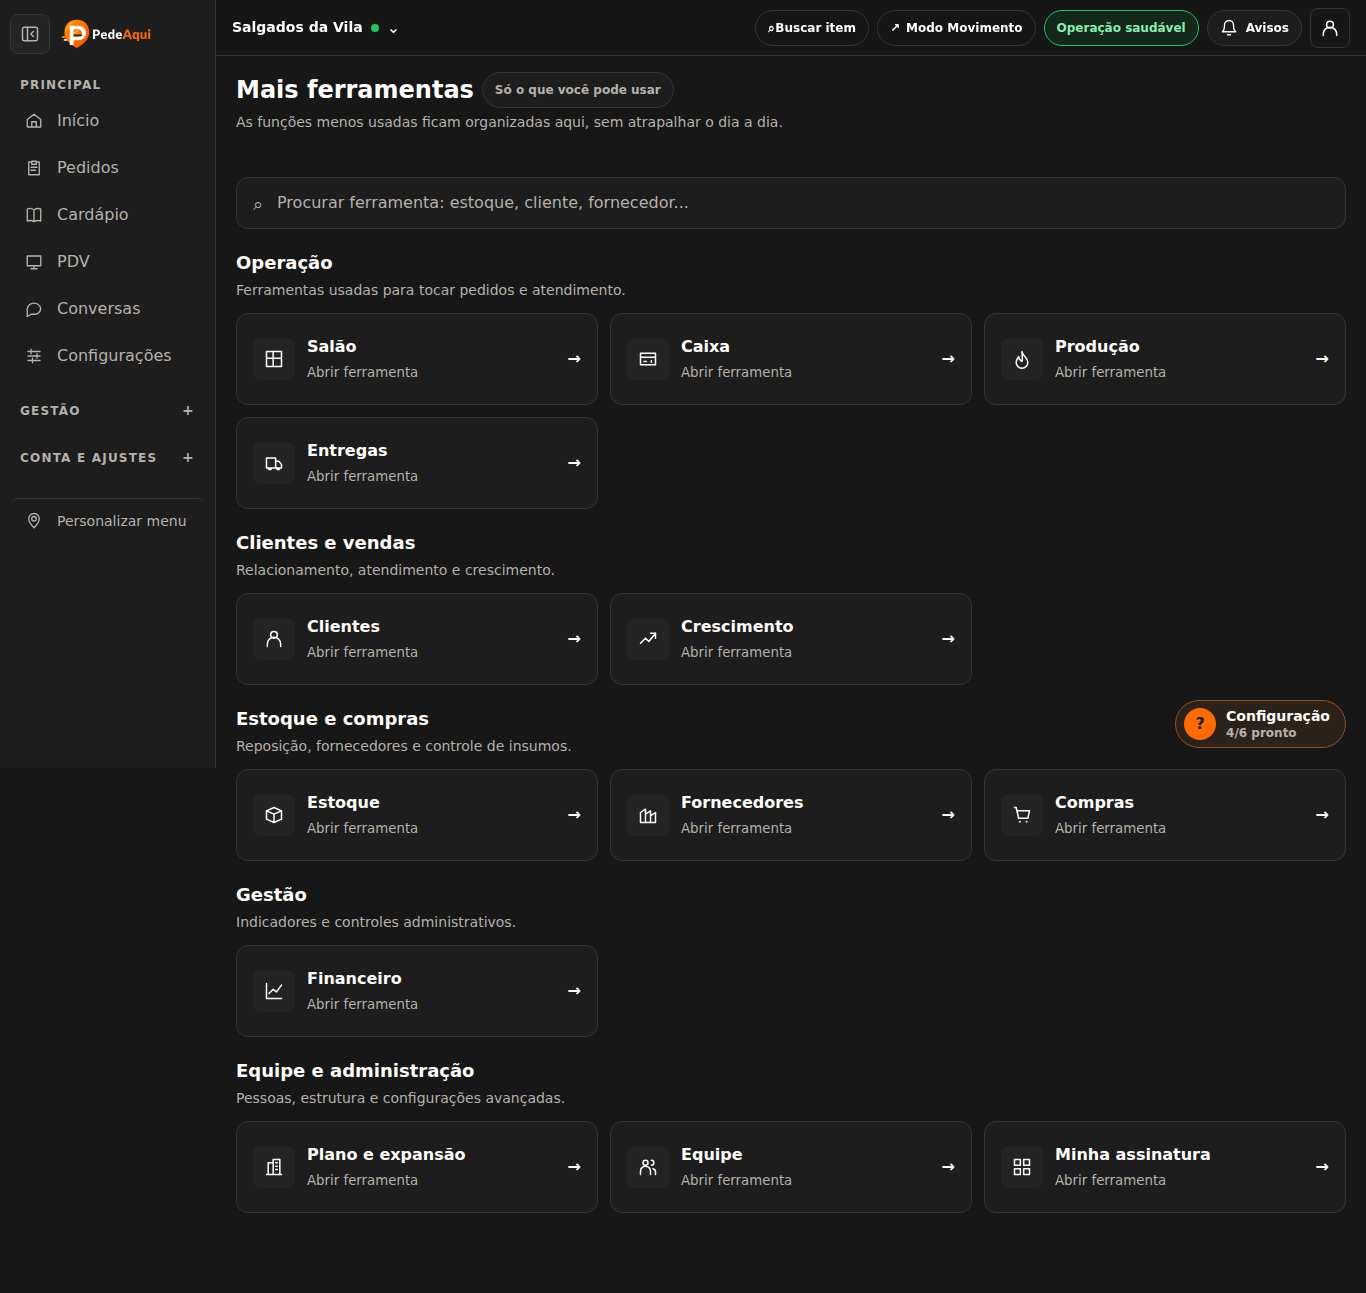 PedeAqui
PRINCIPAL
Início
Pedidos
Cardápio
PDV
Conversas
Configurações
GESTÃO +
CONTA E AJUSTES +
Personalizar menu
Salgados da Vila
Buscar item
↗ Modo Movimento
Operação saudável
Avisos
Mais ferramentas
Só o que você pode usar
As funções menos usadas ficam organizadas aqui, sem atrapalhar o dia a dia.
Procurar ferramenta: estoque, cliente, fornecedor...
Operação
Ferramentas usadas para tocar pedidos e atendimento.
Salão
Abrir ferramenta
→
Caixa
Abrir ferramenta
→
Produção
Abrir ferramenta
→
Entregas
Abrir ferramenta
→
Clientes e vendas
Relacionamento, atendimento e crescimento.
Clientes
Abrir ferramenta
→
Crescimento
Abrir ferramenta
→
Estoque e compras
Reposição, fornecedores e controle de insumos.
?
Configuração
4/6 pronto
Estoque
Abrir ferramenta
→
Fornecedores
Abrir ferramenta
→
Compras
Abrir ferramenta
→
Gestão
Indicadores e controles administrativos.
Financeiro
Abrir ferramenta
→
Equipe e administração
Pessoas, estrutura e configurações avançadas.
Plano e expansão
Abrir ferramenta
→
Equipe
Abrir ferramenta
→
Minha assinatura
Abrir ferramenta
→